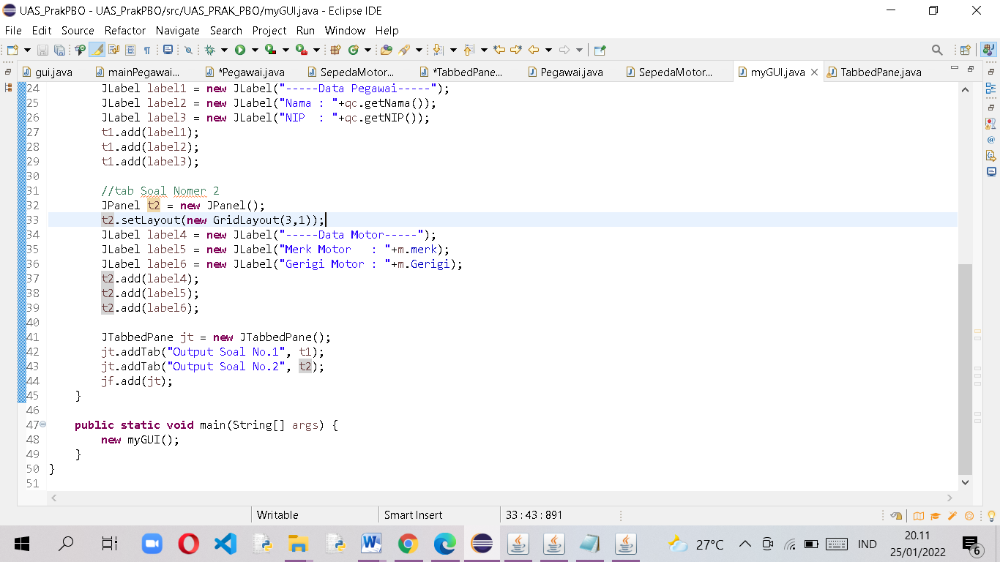 UAS_PrakPBO - UAS_PrakPBO/src/UAS_PRAK_PBO/myGUI.java - Eclipse IDE
File Edit Source Refactor Navigate Search Project Run Window Help
gui.java mainPegawai... *Pegawai.java SepedaMotor... *TabbedPane... Pegawai.java SepedaMotor... myGUI.java TabbedPane.java
24 JLabel label1 = new JLabel("-----Data Pegawai-----");
25 JLabel label2 = new JLabel("Nama : "+qc.getNama());
26 JLabel label3 = new JLabel("NIP  : "+qc.getNIP());
27 t1.add(label1);
28 t1.add(label2);
29 t1.add(label3);
30
31 //tab Soal Nomer 2
32 JPanel t2 = new JPanel();
33 t2.setLayout(new GridLayout(3,1));
34 JLabel label4 = new JLabel("-----Data Motor-----");
35 JLabel label5 = new JLabel("Merk Motor   : "+m.merk);
36 JLabel label6 = new JLabel("Gerigi Motor : "+m.Gerigi);
37 t2.add(label4);
38 t2.add(label5);
39 t2.add(label6);
40
41 JTabbedPane jt = new JTabbedPane();
42 jt.addTab("Output Soal No.1", t1);
43 jt.addTab("Output Soal No.2", t2);
44 jf.add(jt);
45 }
46
47 public static void main(String[] args) {
48 new myGUI();
49 }
50 }
51
Writable Smart Insert 33 : 43 : 891
27°C IND 20.11
25/01/2022 6